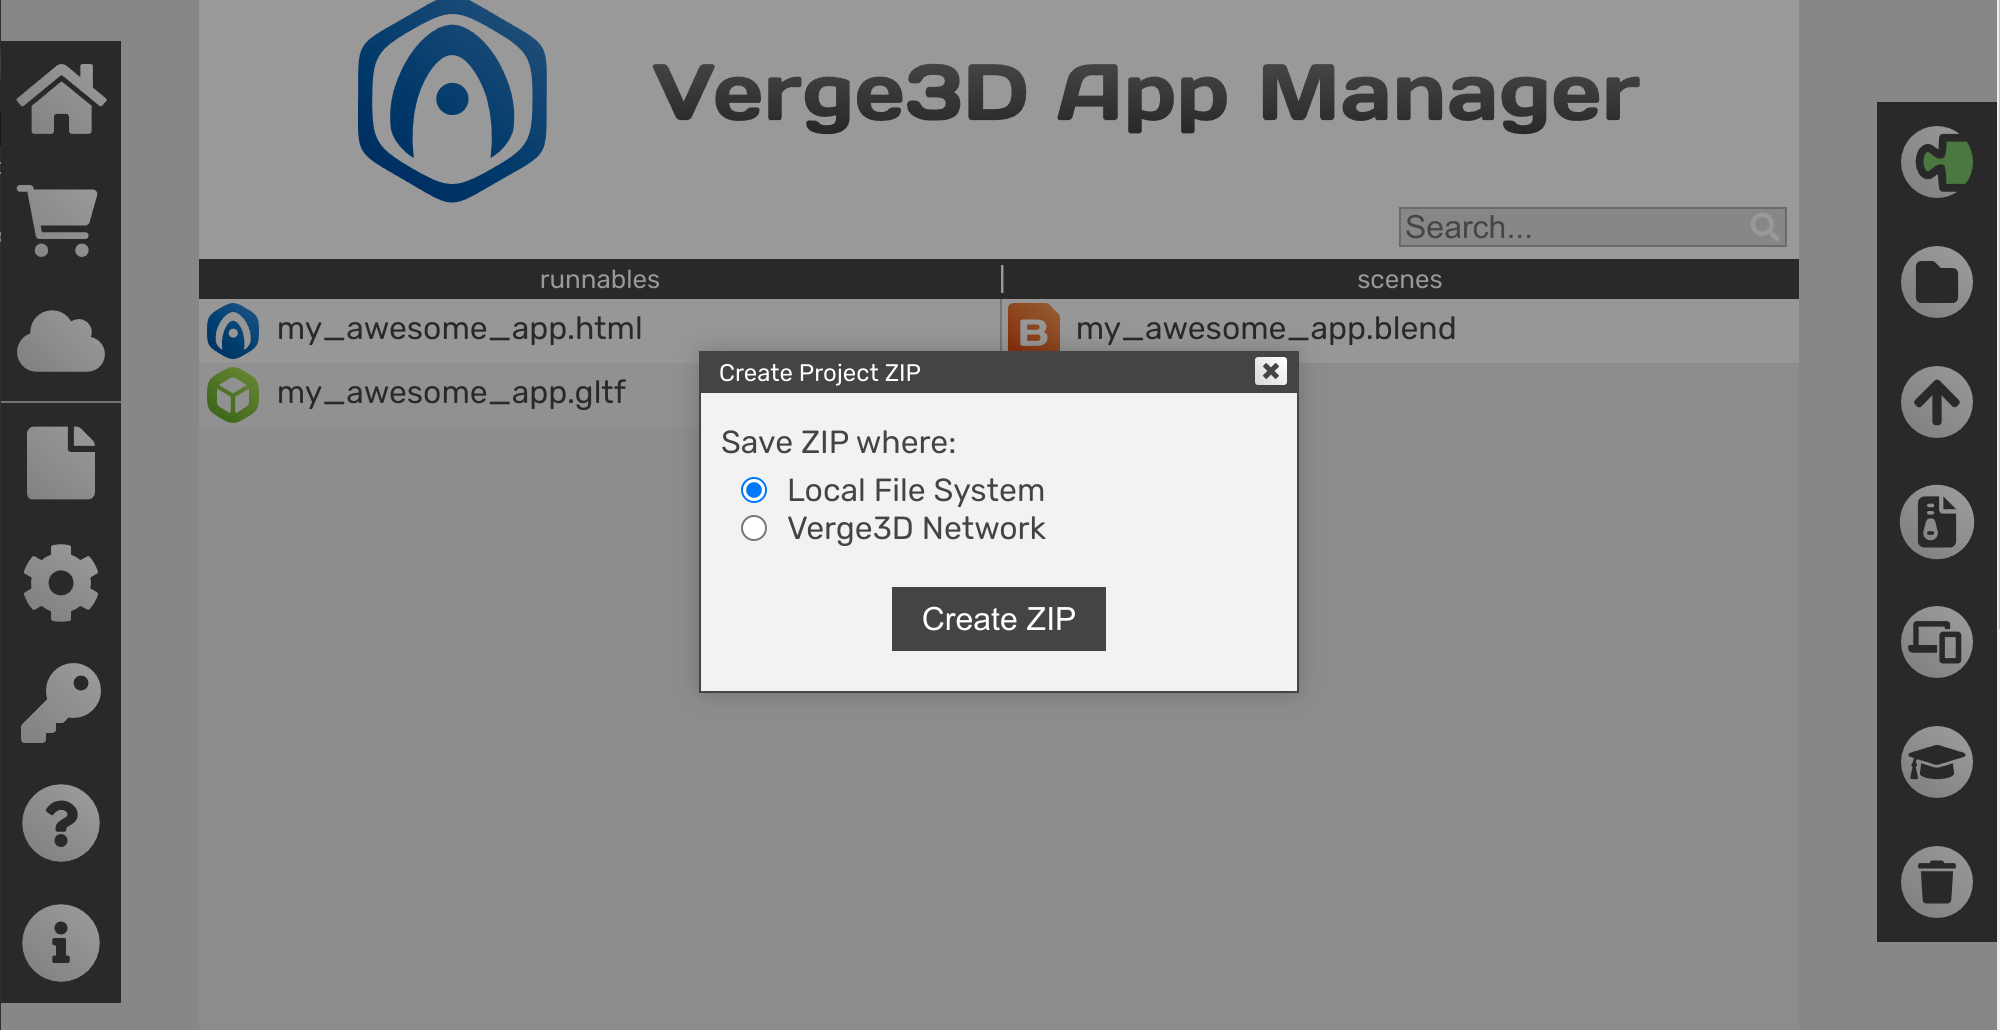 Verge3D App Manager
Search...
runnables
scenes
my_awesome_app.html
my_awesome_app.blend
my_awesome_app.gltf
Create Project ZIP
Save ZIP where:
Local File System
Verge3D Network
Create ZIP